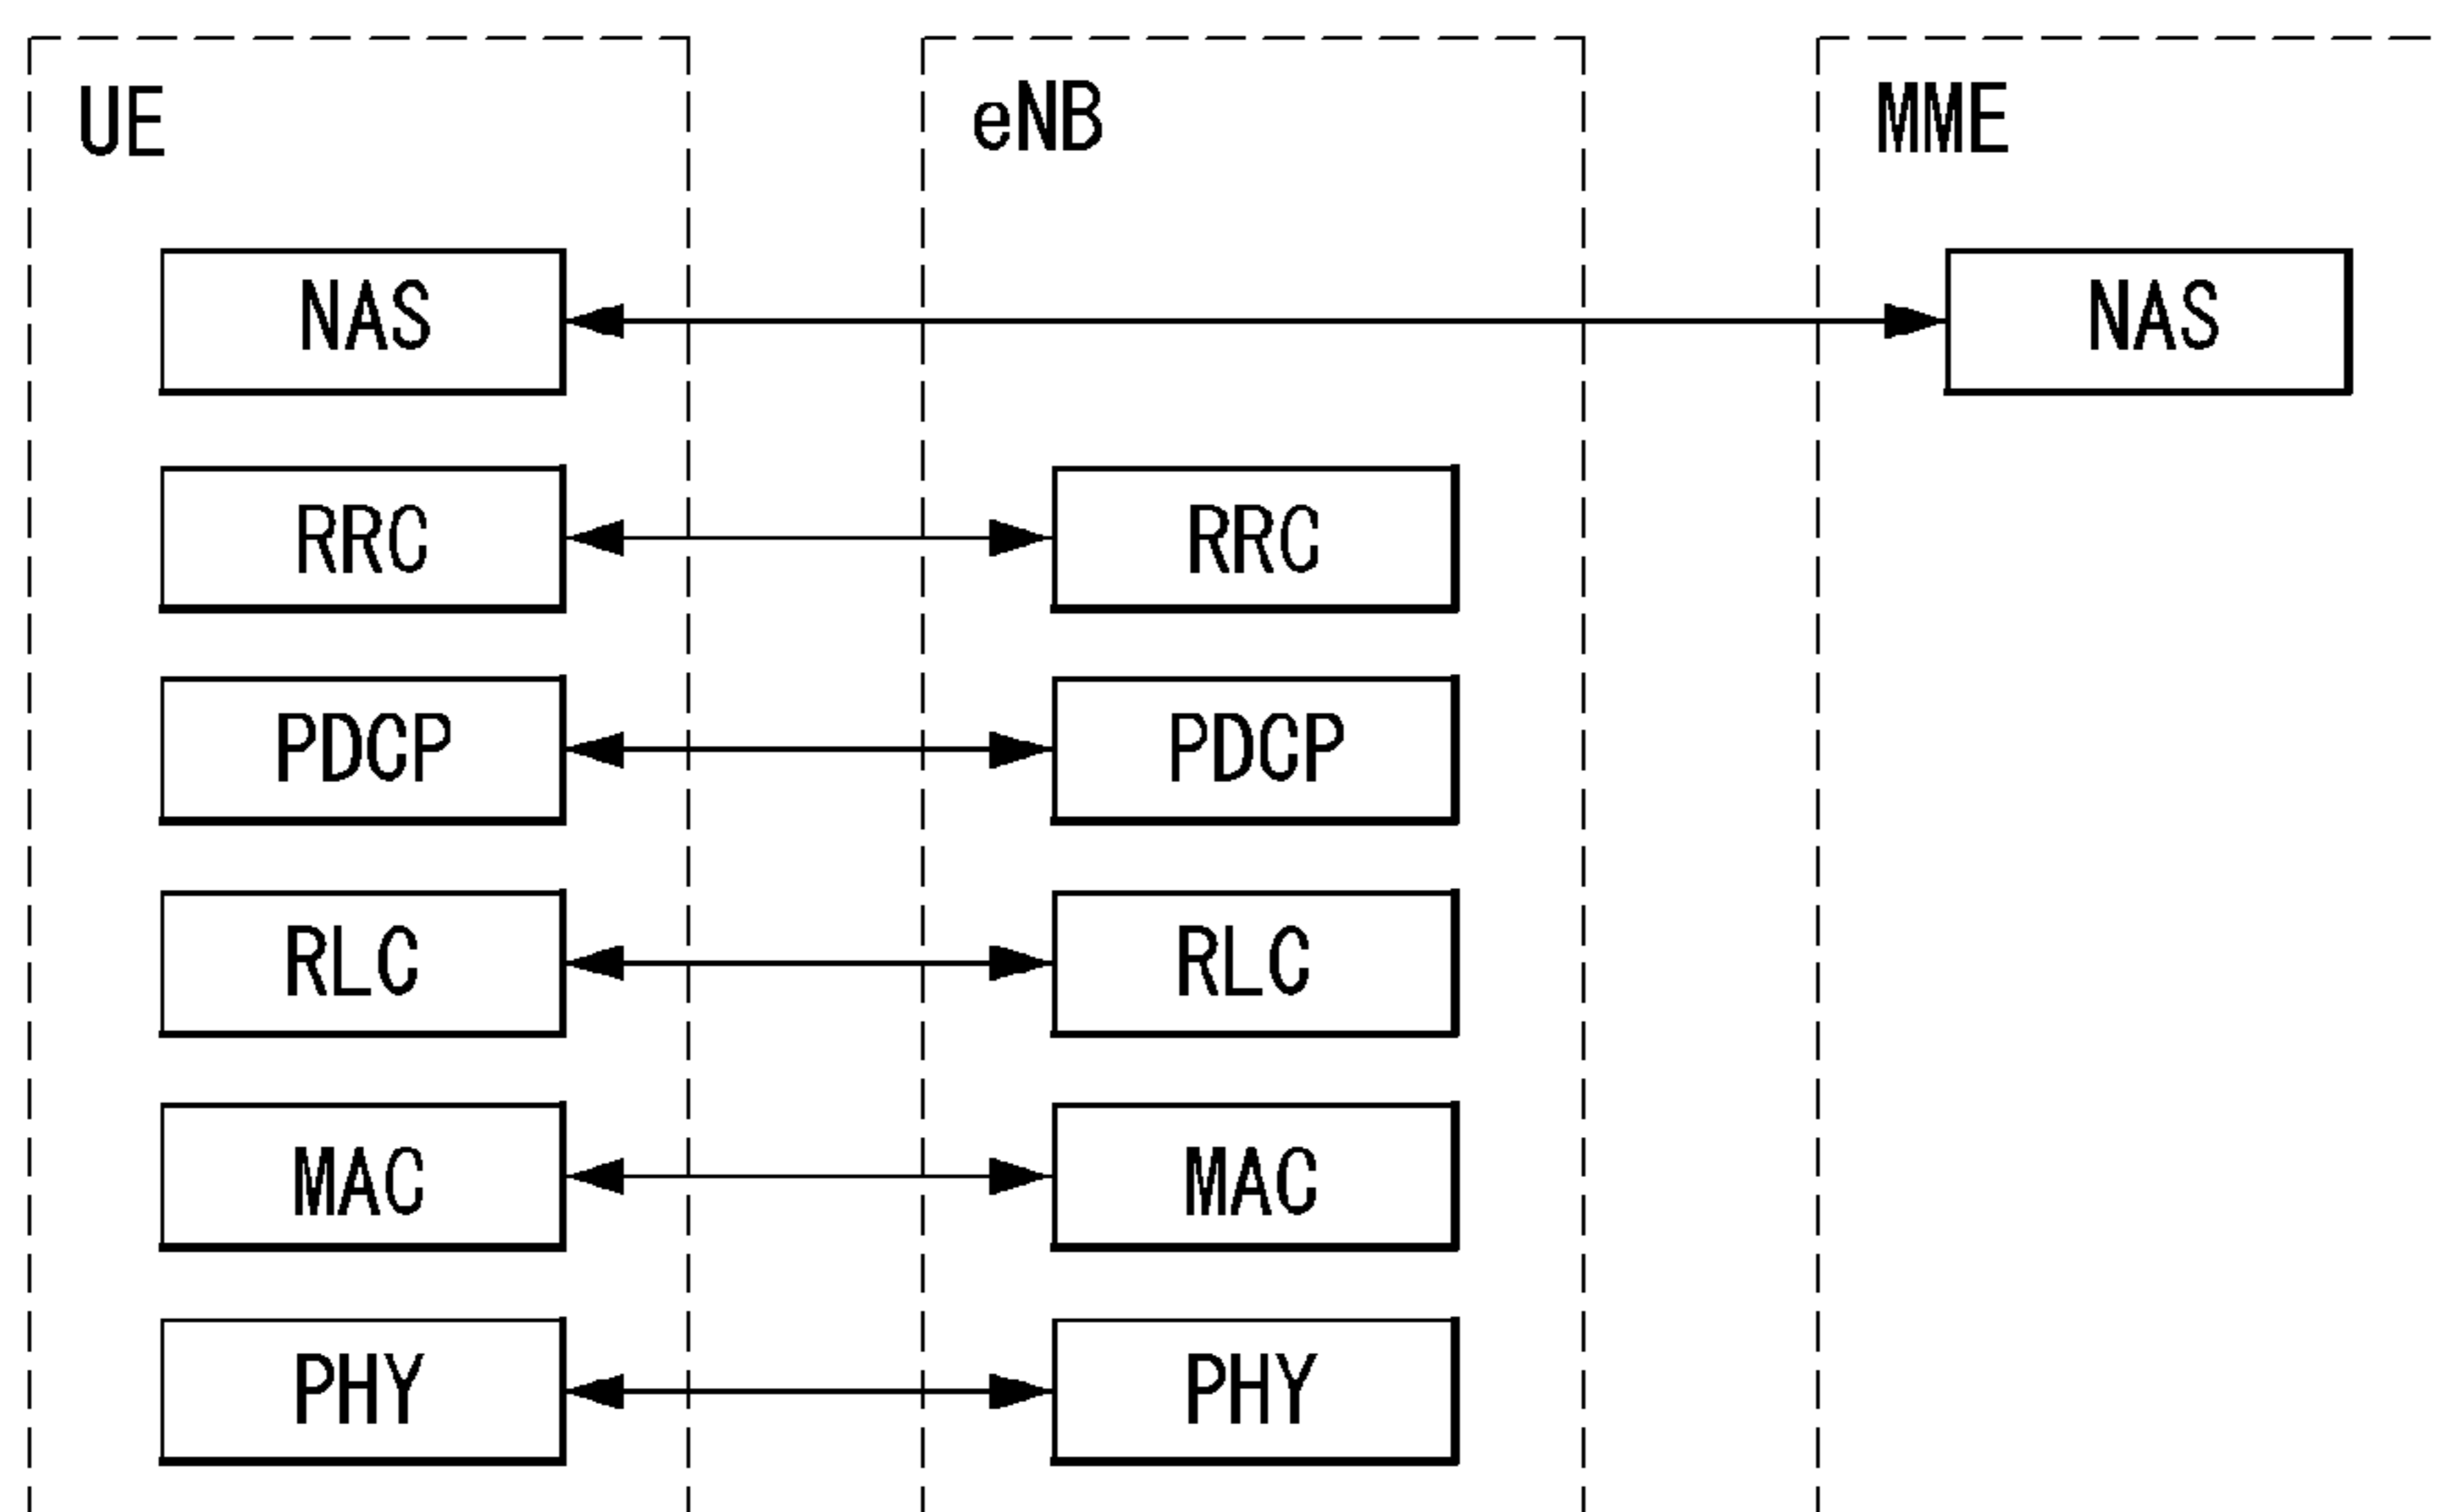 UE
eNB
MME
NAS
NAS
RRC
RRC
PDCP
PDCP
RLC
RLC
MAC
MAC
PHY
PHY